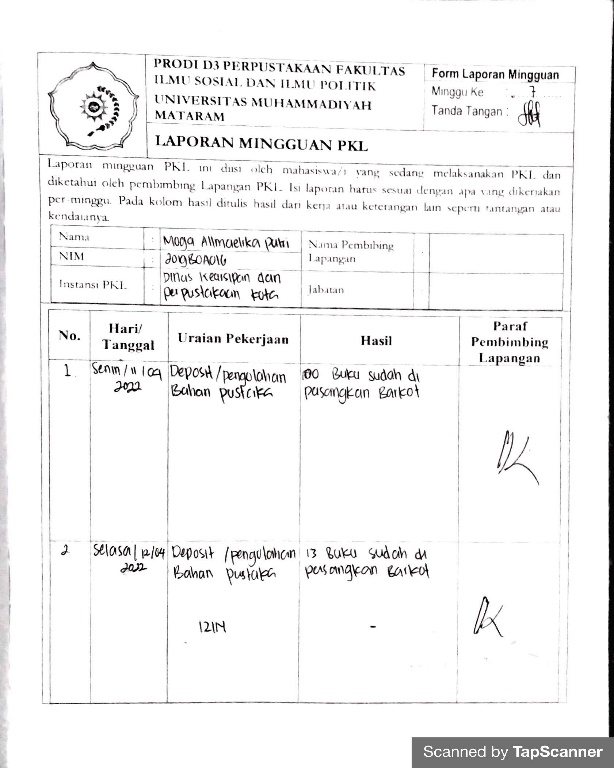 PRODI D3 PERPUSTAKAAN FAKULTAS
ILMU SOSIAL DAN ILMU POLITIK
UNIVERSITAS MUHAMMADIYAH
MATARAM
LAPORAN MINGGUAN PKL
Form Laporan Mingguan
Minggu Ke : 7
Tanda Tangan :
Laporan mingguan PKL ini diisi oleh mahasiswa/i yang sedang melaksanakan PKL dan
diketahui oleh pembimbing Lapangan PKL. Isi laporan harus sesuai dengan apa yang dikerjakan
per minggu. Pada kolom hasil ditulis hasil dari kerja atau keterangan lain seperti tantangan atau
kendalanya.
Nama : Moga Allmaelika Putri
NIM : 2019B0A016
Instansi PKL : Dinas Kearsipan dan
perpustakaan kota
Nama Pembibing
Lapangan
Jabatan
No. Hari/ Tanggal Uraian Pekerjaan Hasil Paraf Pembimbing Lapangan
1 Senin/11/04 Deposit/pengulahan 100 Buku sudah di
2022 Bahan pustaka pasangkan Barkot
2 Selasa/12/04 Deposit/pengulahan 13 Buku sudah di
2022 Bahan pustaka pasangkan Barkot
IZIN -
Scanned by TapScanner